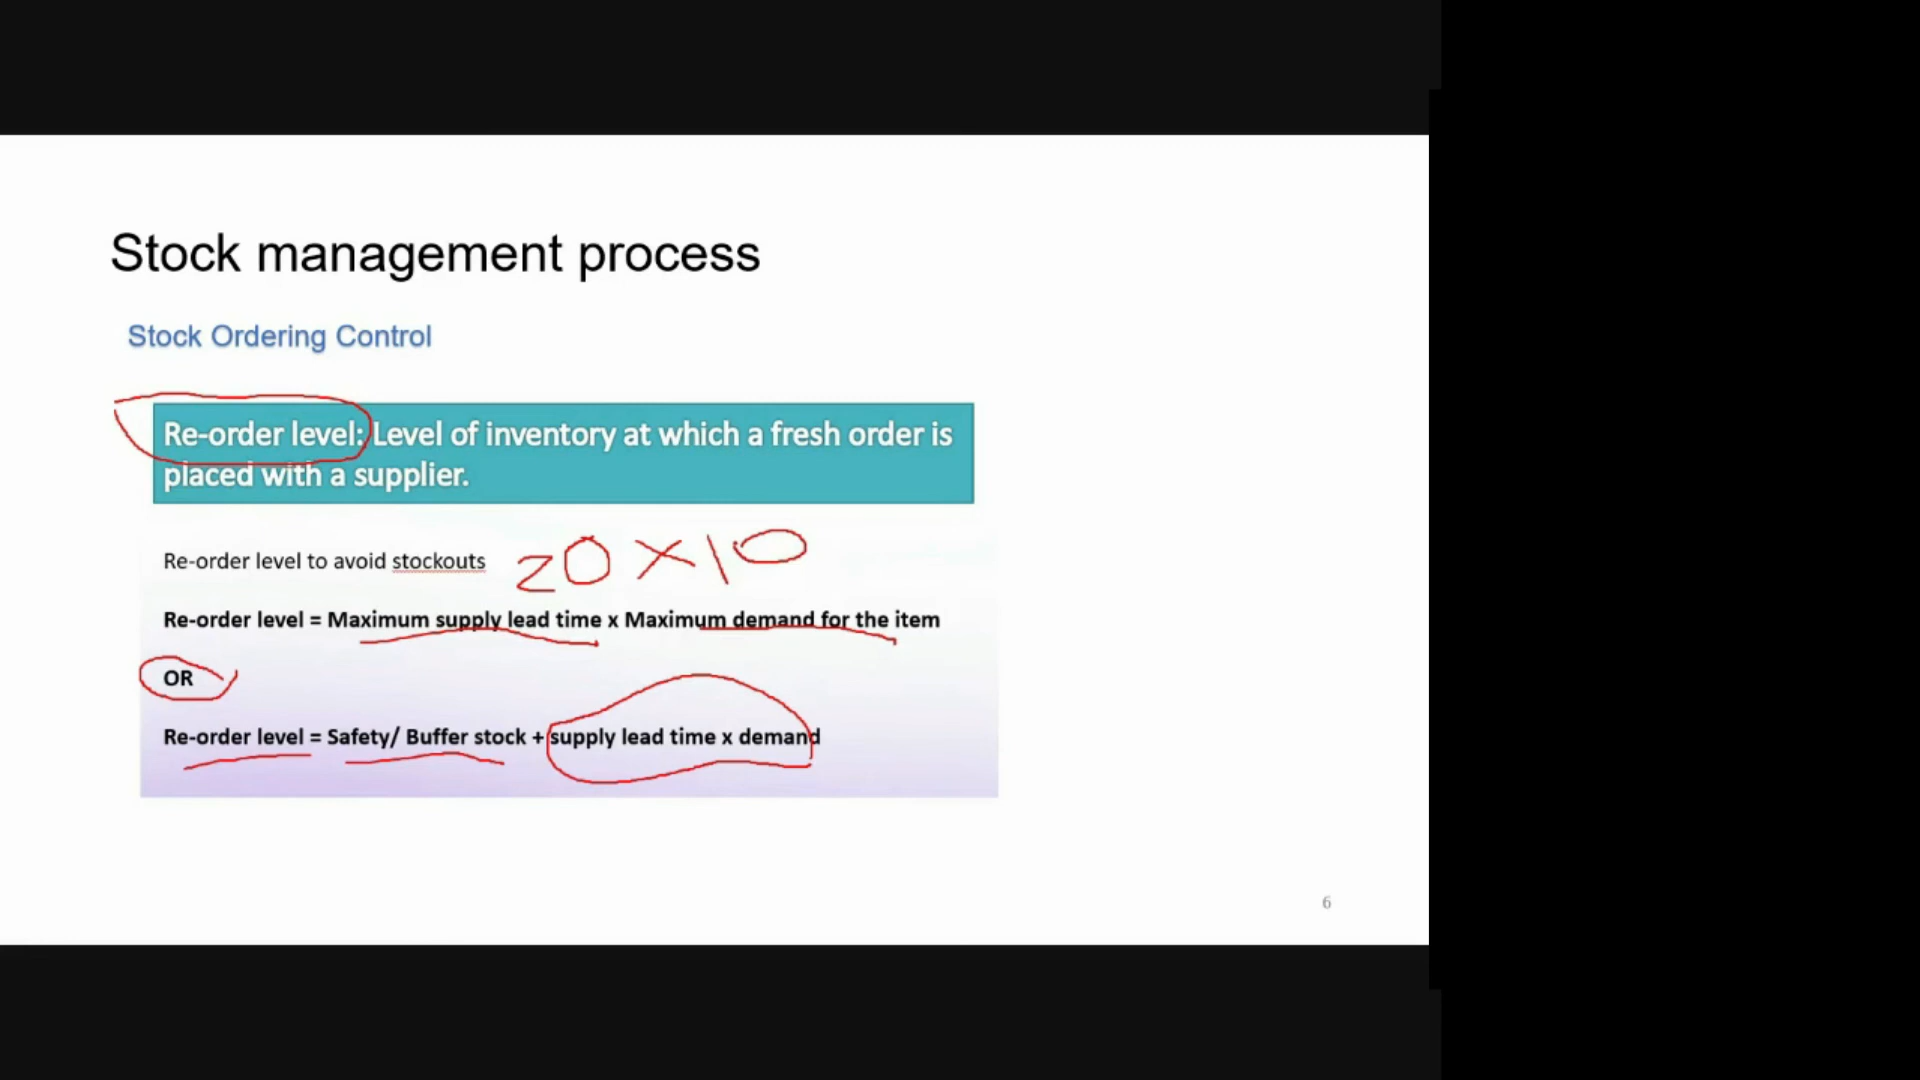 Stock management process
Stock Ordering Control
Re-order level: Level of inventory at which a fresh order is
placed with a supplier.
Re-order level to avoid stockouts 20 X 10
Re-order level = Maximum supply lead time x Maximum demand for the item
OR
Re-order level = Safety/ Buffer stock + supply lead time x demand
6